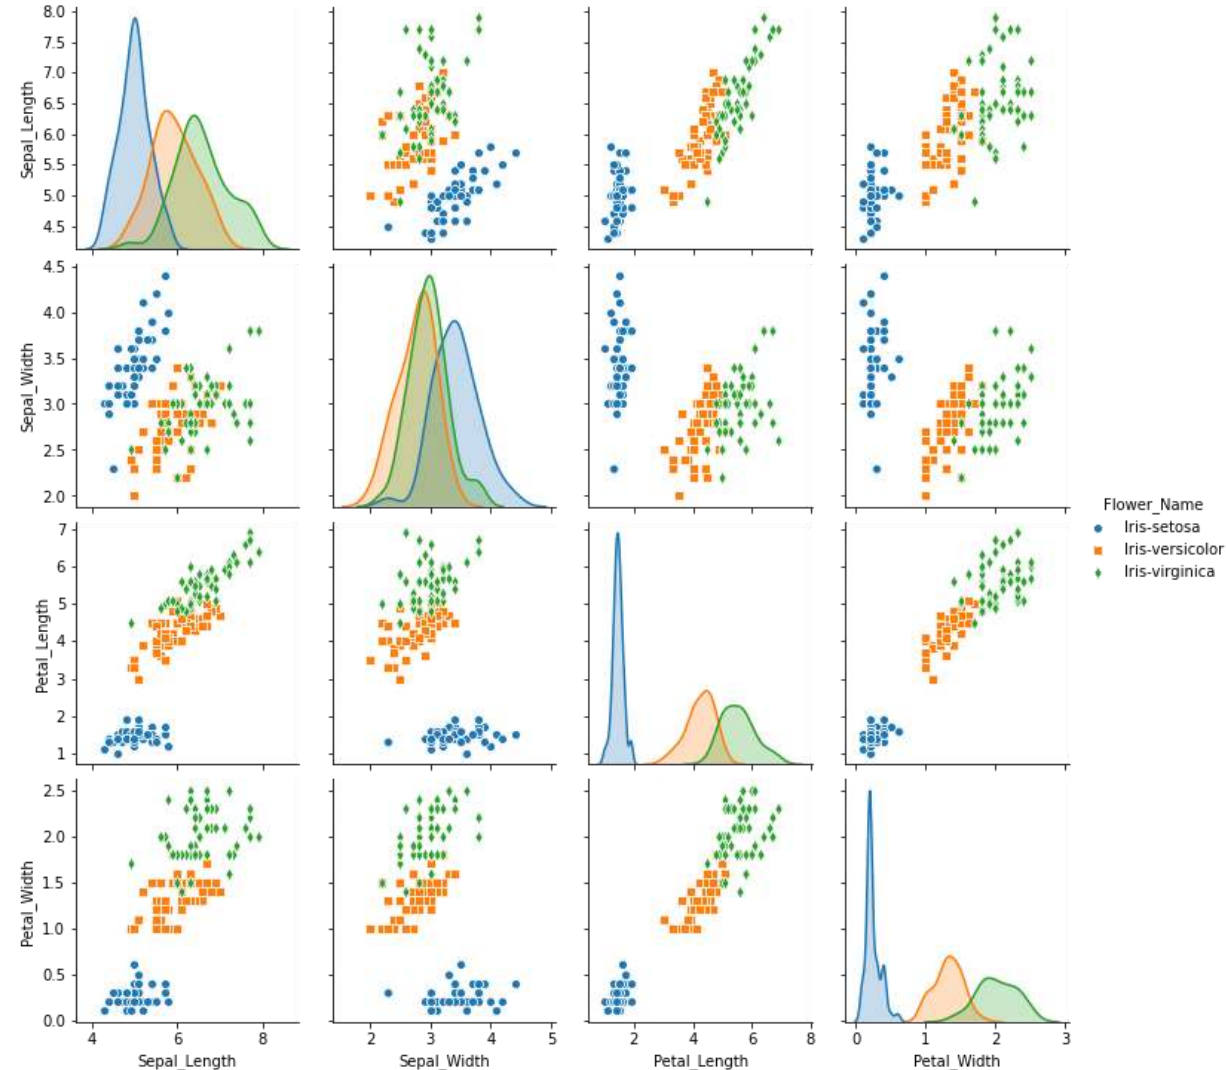 8.0
7.5
7.0
6.5
6.0
5.5
5.0
4.5
Sepal_Length
4.5
4.0
3.5
3.0
2.5
2.0
Sepal_Width
Flower_Name
Iris-setosa
Iris-versicolor
Iris-virginica
7
6
5
4
3
2
1
Petal_Length
2.5
2.0
1.5
1.0
0.5
0.0
Petal_Width
4 6 8 2 3 4 5 0 2 4 6 8 0 1 2 3
Sepal_Length Sepal_Width Petal_Length Petal_Width